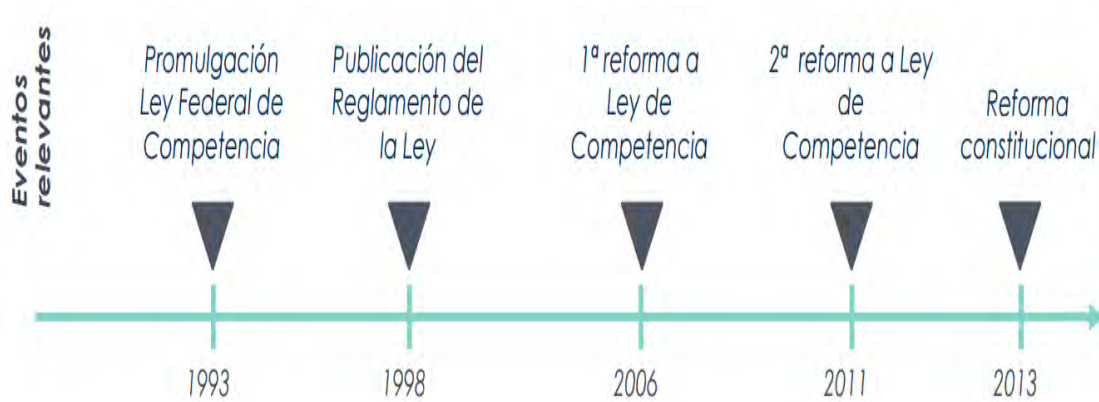 Eventos
relevantes
Promulgación
Ley Federal de
Competencia
Publicación del
Reglamento de
la Ley
1ª reforma a
Ley de
Competencia
2ª reforma a Ley
de
Competencia
Reforma
constitucional
1993
1998
2006
2011
2013